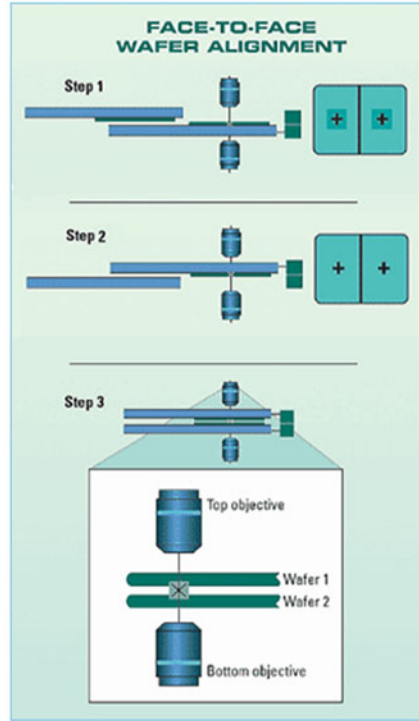 FACE-TO-FACE
WAFER ALIGNMENT
Step 1
Step 2
Step 3
Top objective
Wafer 1
Wafer 2
Bottom objective